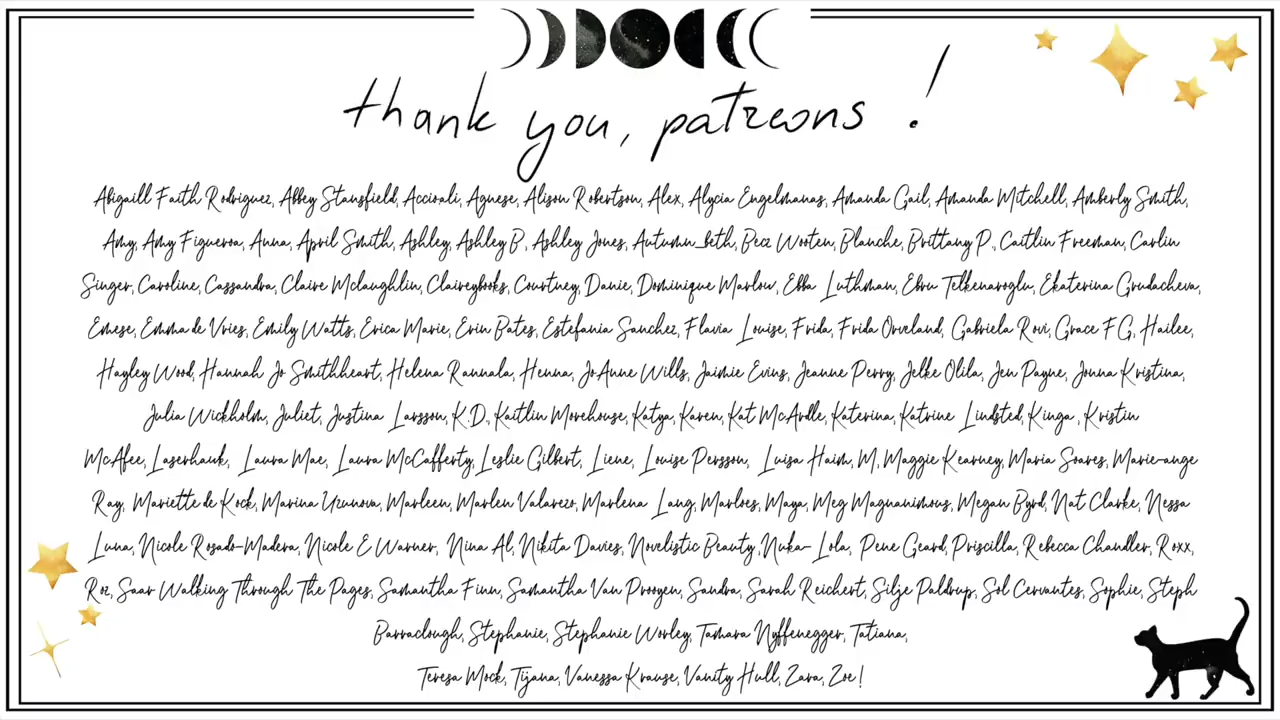 thank you, patreons !
Abigaill Faith Rodriguez, Abbey Stansfield, Accioali, Agnese, Alison Robertson, Alex, Alycia Engelmanas, Amanda Gail, Amanda Mitchell, Amberly Smith,
Amy, Amy Figueroa, Anna, April Smith, Ashley, Ashley B, Ashley Jones, Autumn_beth, Becz Wooten, Blanche, Brittany P., Caitlin Freeman, Carlin
Singer, Caroline, Cassandra, Claire Mclaughlin, Claireybooks, Courtney, Danie, Dominique Marlow, Ebba Luthman, Ebru Telkenaroglu, Ekaterina Grudacheva,
Emese, Emma de Vries, Emily Watts, Erica Marie, Erin Bates, Estefania Sanchez, Flavia Louise, Frida, Frida Orveland, Gabriela Rovi, Grace F G, Hailee,
Hayley Wood, Hannah Jo Smithheart, Helena Rannala, Henna, JoAnne Wills, Jaimie Evins, Jeanne Perry, Jelke Olila, Jen Payne, Jonna Kristina,
Julia Wickholm, Juliet, Justina Larsson, K.D., Kaitlin Morehouse, Katya, Karen, Kat McArdle, Katerina, Katrine Lindsted, Kinga , Kristin
McAfee, Laserhawk, Laura Mae, Laura McCafferty, Leslie Gilbert, Liene, Louise Persson, Luisa Haim, M, Maggie Kearney, Maria Soares, Marie-ange
Ray, Mariette de Kock, Marina Uzunova, Marleen, Marlen Valarezo, Marlena Lang, Marloes, Maya, Meg Magnanimous, Megan Byrd, Nat Clarke, Nessa
Luna, Nicole Rosado-Madera, Nicole E Warner, Nina Al, Nikita Davies, Novelistic Beauty, Nuka- Lola, Pene Geard, Priscilla, Rebecca Chandler, Roxx,
Roz, Saar Walking Through The Pages, Samantha Finn, Samantha Van Prooyen, Sandra, Sarah Reichert, Silje Paldrup, Sol Cervantes, Sophie, Steph
Barraclough, Stephanie, Stephanie Worley, Tamara Nyffenegger, Tatiana,
Teresa Mock, Tijana, Vanessa Krause, Vanity Hull, Zara, Zoe!